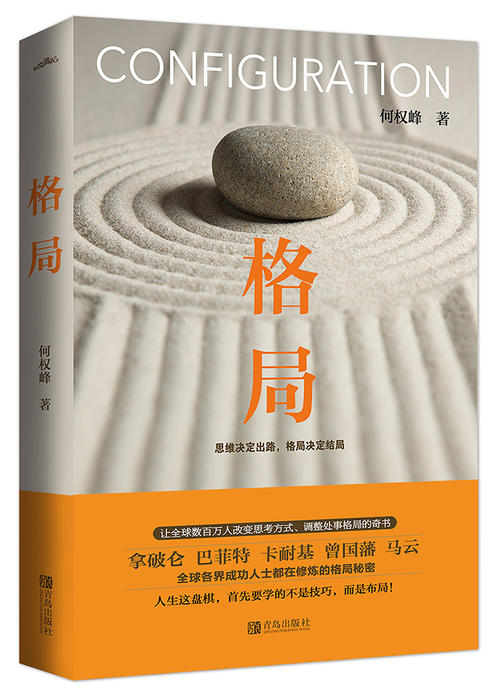 CONFIGURATION
何权峰 著
格局
思维决定出路，格局决定结局
让全球数百万人改变思考方式、调整处事格局的奇书
拿破仑 巴菲特 卡耐基 曾国藩 马云
全球各界成功人士都在修炼的格局秘密
人生这盘棋，首先要学的不是技巧，而是布局！
青岛出版社
格局
何权峰 著
青岛出版社